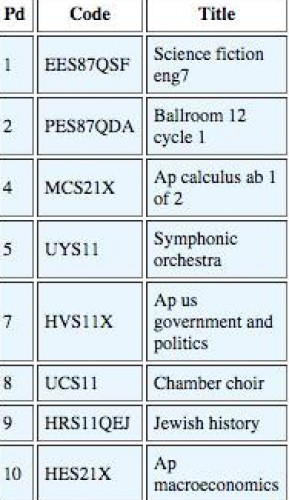 Pd Code Title
1 EES87QSF Science fiction
eng7
2 PES87QDA Ballroom 12
cycle 1
4 MCS21X Ap calculus ab 1
of 2
5 UYS11 Symphonic
orchestra
7 HVS11X Ap us
government and
politics
8 UCS11 Chamber choir
9 HRS11QEJ Jewish history
10 HES21X Ap
macroeconomics